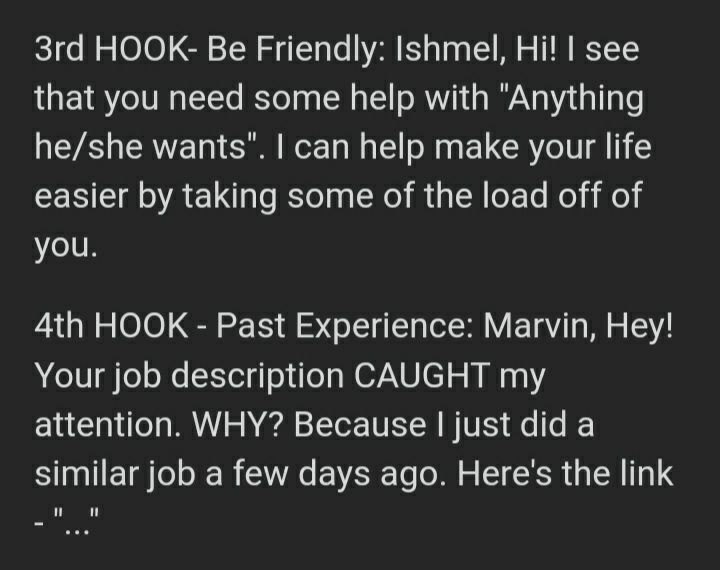 3rd HOOK- Be Friendly: Ishmel, Hi! I see
that you need some help with "Anything
he/she wants". I can help make your life
easier by taking some of the load off of
you.
4th HOOK - Past Experience: Marvin, Hey!
Your job description CAUGHT my
attention. WHY? Because I just did a
similar job a few days ago. Here's the link
- "..."